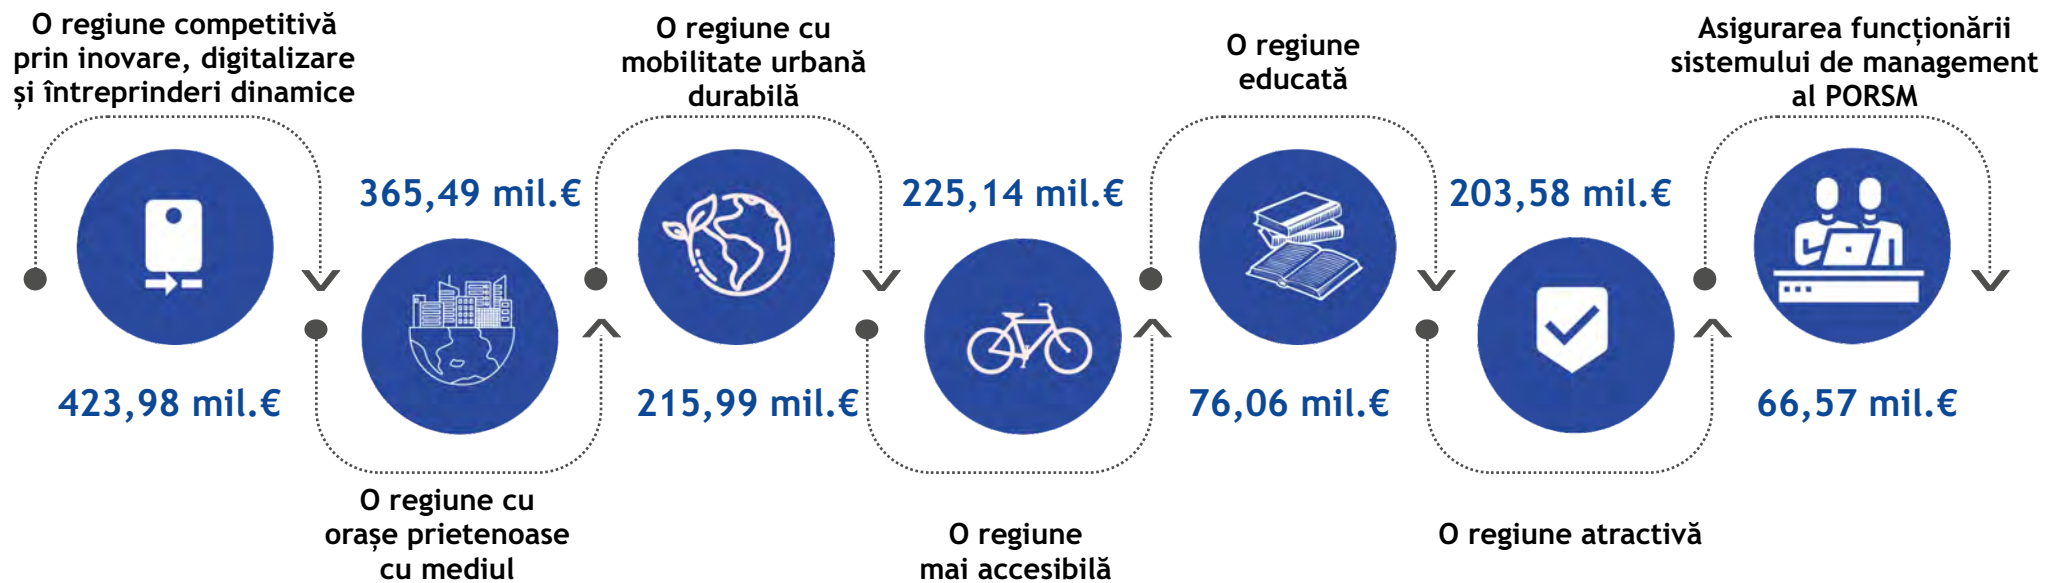 O regiune competitivă
prin inovare, digitalizare
și întreprinderi dinamice
423,98 mil.€
365,49 mil.€
O regiune cu
orașe prietenoase
cu mediul
O regiune cu
mobilitate urbană
durabilă
215,99 mil.€
225,14 mil.€
O regiune
mai accesibilă
O regiune
educată
76,06 mil.€
203,58 mil.€
O regiune atractivă
Asigurarea funcționării
sistemului de management
al PORSM
66,57 mil.€